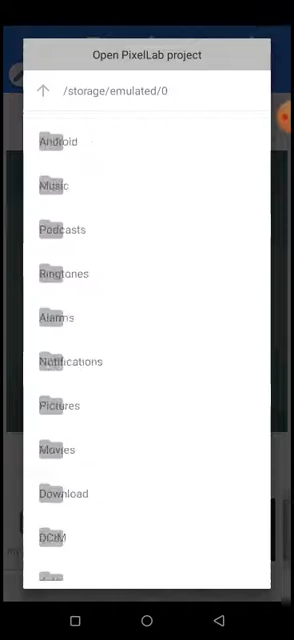 Open PixelLab project
/storage/emulated/0
Android
Music
Podcasts
Ringtones
Alarms
Notifications
Pictures
Movies
Download
DCIM